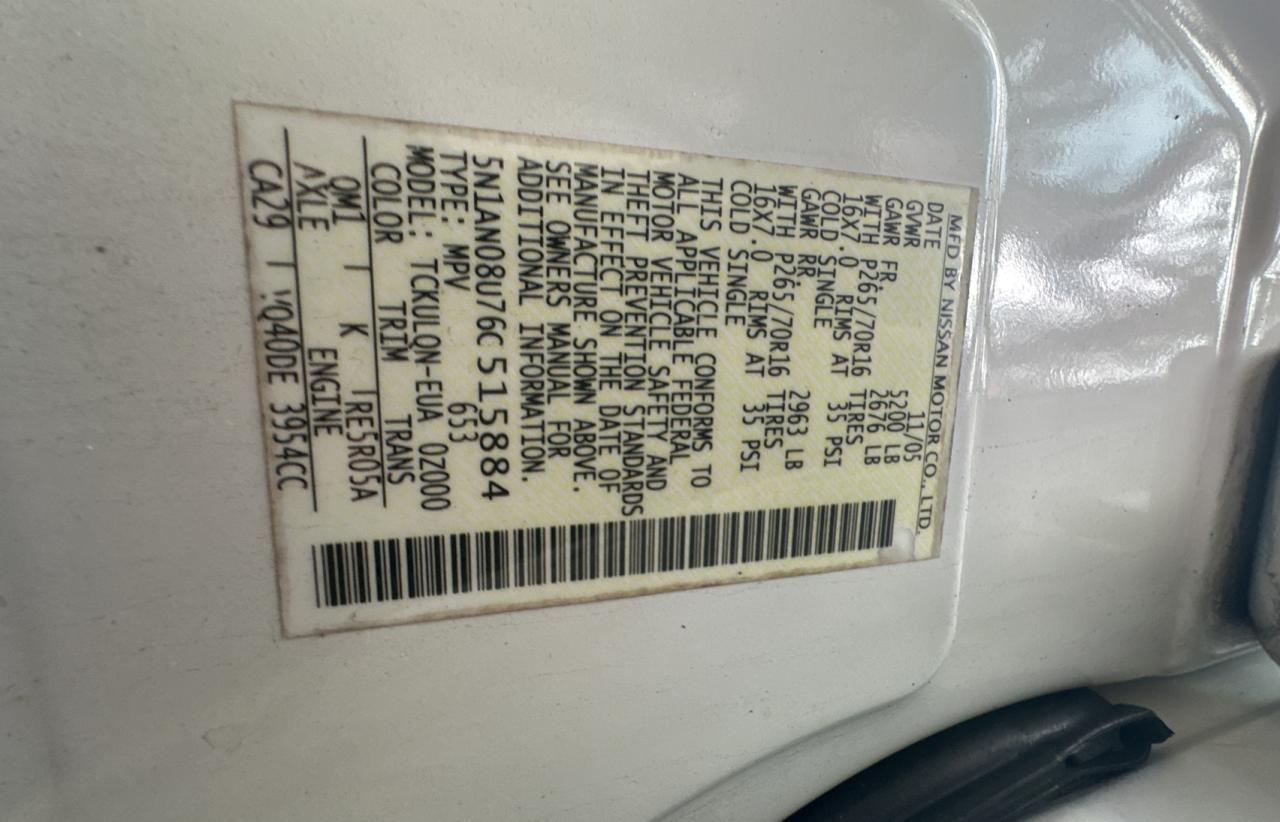 MFD BY NISSAN MOTOR CO., LTD.
DATE 11/05
GVWR 5200 LB
GAWR FR. 2676 LB
WITH P265/70R16 TIRES
16X7.0 RIMS AT 35 PSI
COLD SINGLE
GAWR RR. 2963 LB
WITH P265/70R16 TIRES
16X7.0 RIMS AT 35 PSI
COLD SINGLE
THIS VEHICLE CONFORMS TO
ALL APPLICABLE FEDERAL
MOTOR VEHICLE SAFETY AND
THEFT PREVENTION STANDARDS
IN EFFECT ON THE DATE OF
MANUFACTURE SHOWN ABOVE.
SEE OWNERS MANUAL FOR
ADDITIONAL INFORMATION.
5N1AN08U76C515884
TYPE: MPV 653
MODEL: TCKULQN-EUA 0Z000
COLOR TRIM TRANS
QM1 K RE5R05A
AXLE ENGINE
CA29 VQ40DE 3954CC